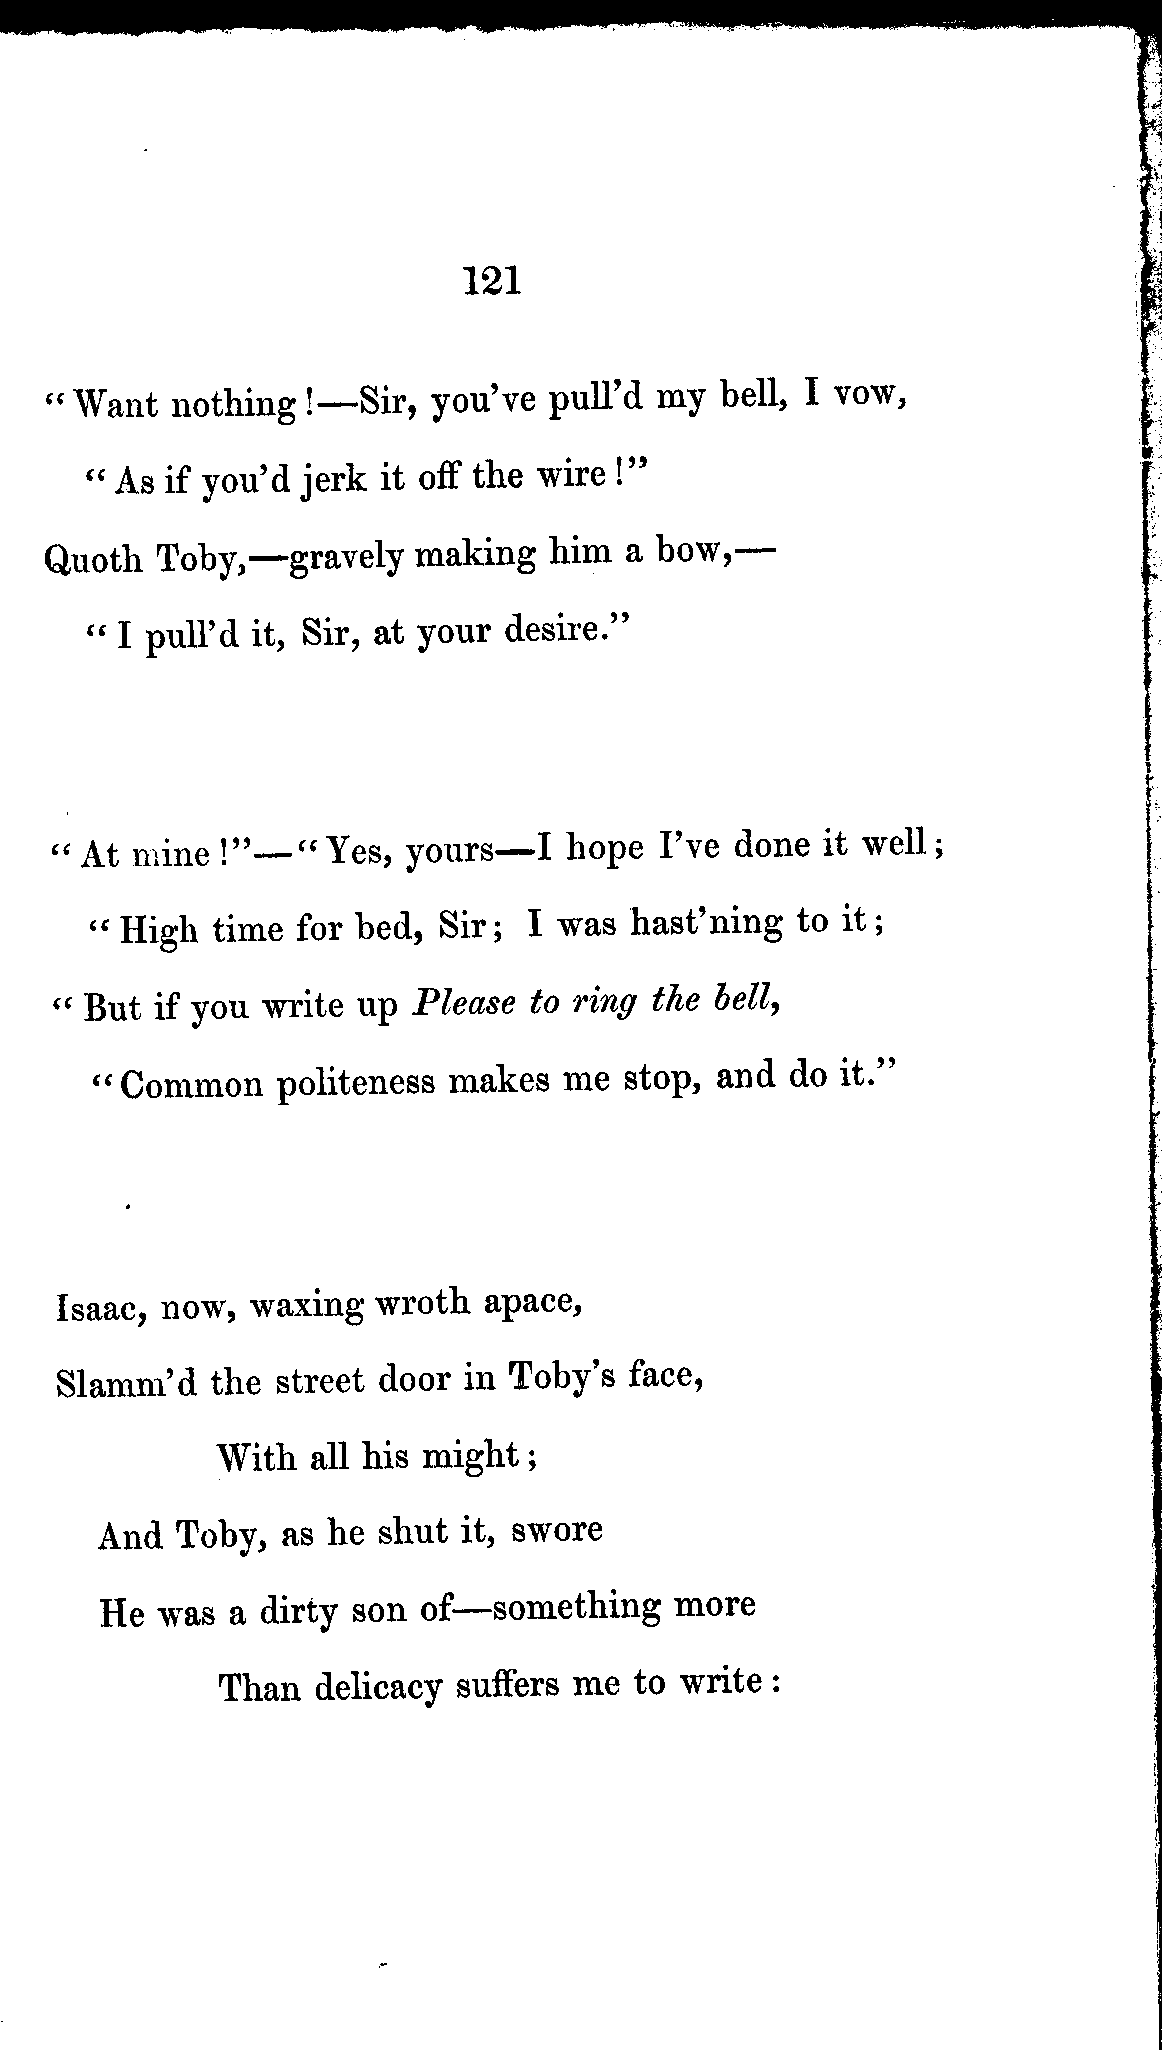 121
“ Want nothing !—Sir, you’ve pull’d my bell, I vow,
“ As if you’d jerk it off the wire !”
Quoth Toby,—gravely making him a bow,—
“ I pull’d it, Sir, at your desire.”
“ At mine !”—“ Yes, yours—I hope I’ve done it well ;
“ High time for bed, Sir ; I was hast’ning to it ;
“ But if you write up Please to ring the bell,
“ Common politeness makes me stop, and do it.”
Isaac, now, waxing wroth apace,
Slamm’d the street door in Toby’s face,
With all his might ;
And Toby, as he shut it, swore
He was a dirty son of—something more
Than delicacy suffers me to write :